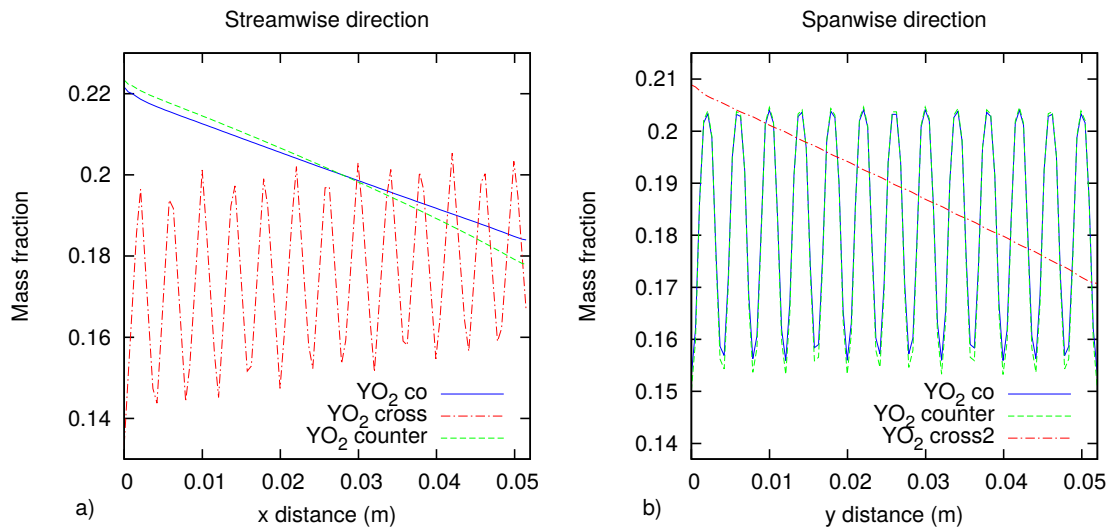 Streamwise direction
Mass fraction
0.22
0.2
0.18
0.16
0.14
YO2 co
YO2 cross
YO2 counter
0 0.01 0.02 0.03 0.04 0.05
x distance (m)
a)
Spanwise direction
Mass fraction
0.21
0.2
0.19
0.18
0.17
0.16
0.15
0.14
YO2 co
YO2 counter
YO2 cross2
0 0.01 0.02 0.03 0.04 0.05
y distance (m)
b)